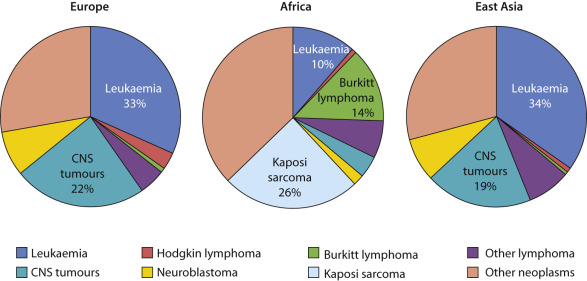 Europe
Africa
East Asia
Leukaemia
33%
CNS
tumours
22%
Leukaemia
10%
Burkitt
lymphoma
14%
Kaposi
sarcoma
26%
Leukaemia
34%
CNS
tumours
19%
Leukaemia
Hodgkin lymphoma
Burkitt lymphoma
Other lymphoma
CNS tumours
Neuroblastoma
Kaposi sarcoma
Other neoplasms